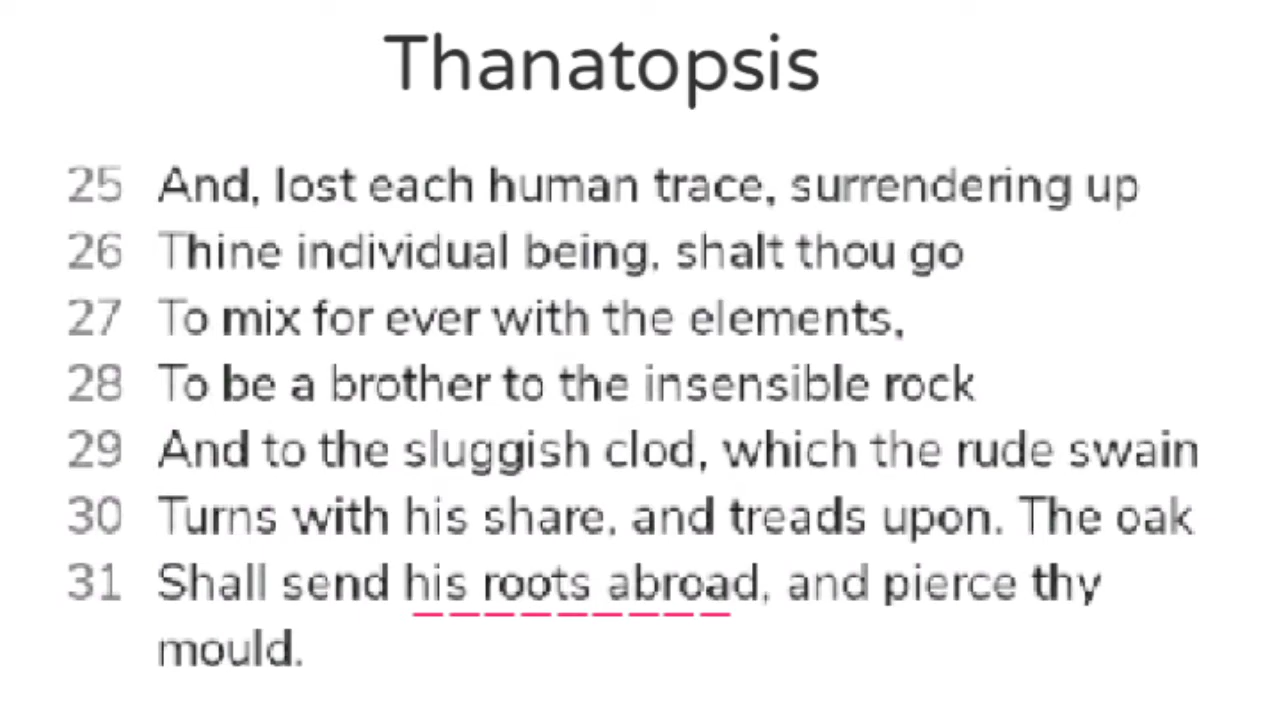 Thanatopsis
25 And, lost each human trace, surrendering up
26 Thine individual being, shalt thou go
27 To mix for ever with the elements,
28 To be a brother to the insensible rock
29 And to the sluggish clod, which the rude swain
30 Turns with his share, and treads upon. The oak
31 Shall send his roots abroad, and pierce thy
mould.